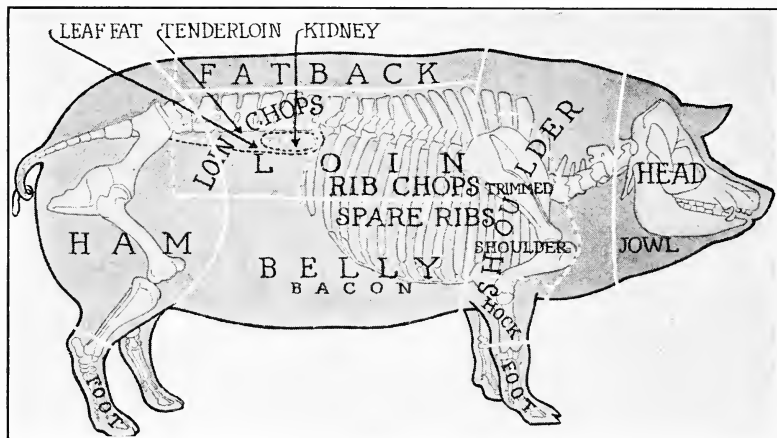 LEAF FAT TENDERLOIN KIDNEY
FATBACK
LOIN CHOPS
LOIN
SHOULDER
RIB CHOPS
TRIMMED
SHOULDER
HEAD
SPARE RIBS
HAM
JOWL
BELLY
BACON
HOCK
FOOT
FOOT